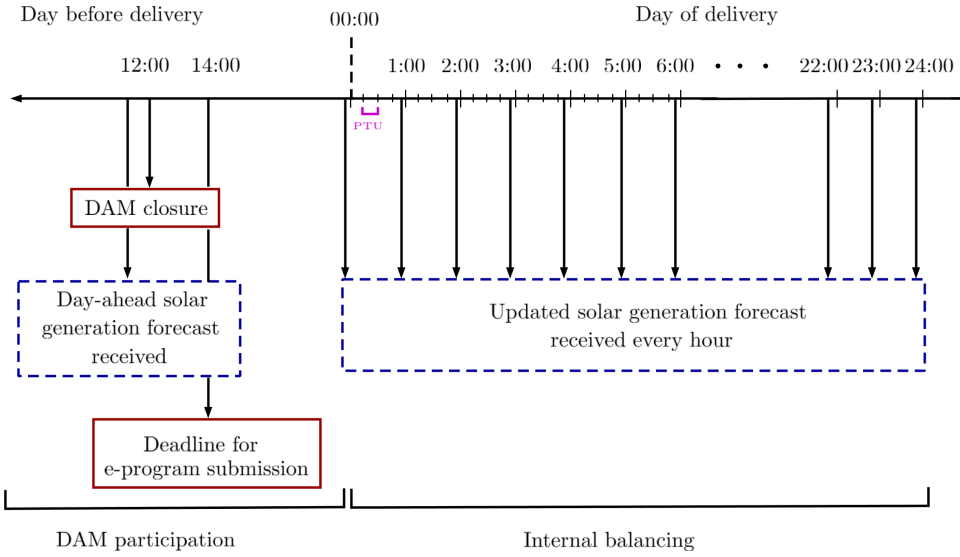 Day before delivery
00:00
Day of delivery
12:00 14:00
1:00 2:00 3:00 4:00 5:00 6:00 • • • 22:00 23:00 24:00
PTU
DAM closure
Day-ahead solar
generation forecast
received
Updated solar generation forecast
received every hour
Deadline for
e-program submission
DAM participation
Internal balancing